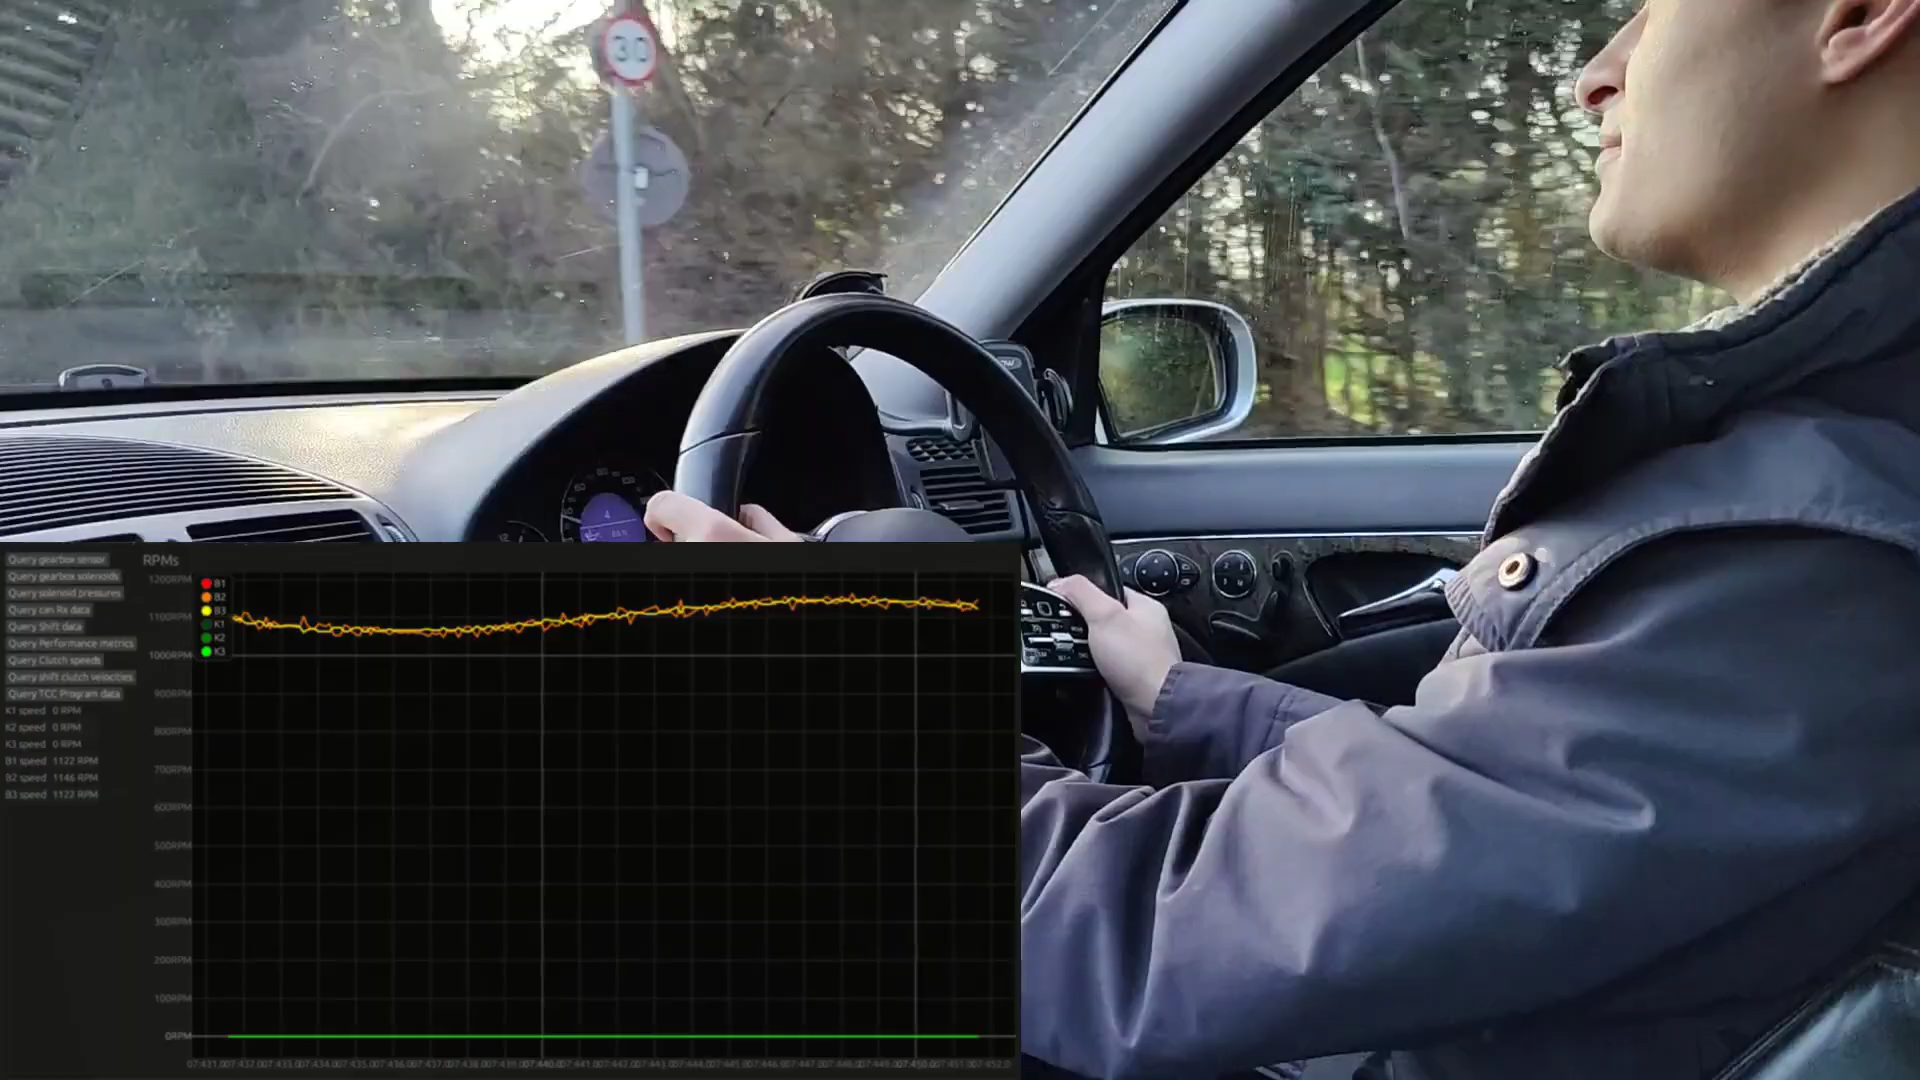 30
4
Query gearbox sensor
Query gearbox solenoids
Query solenoid pressures
Query can Rx data
Query Shift data
Query Performance metrics
Query Clutch speeds
Query shift clutch velocities
Query TCC Program data
K1 speed 0 RPM
K2 speed 0 RPM
K3 speed 0 RPM
B1 speed 1122 RPM
B2 speed 1146 RPM
B3 speed 1122 RPM
RPMs
B1
B2
B3
K1
K2
K3
1200RPM
1100RPM
1000RPM
900RPM
800RPM
700RPM
600RPM
500RPM
400RPM
300RPM
200RPM
100RPM
0RPM